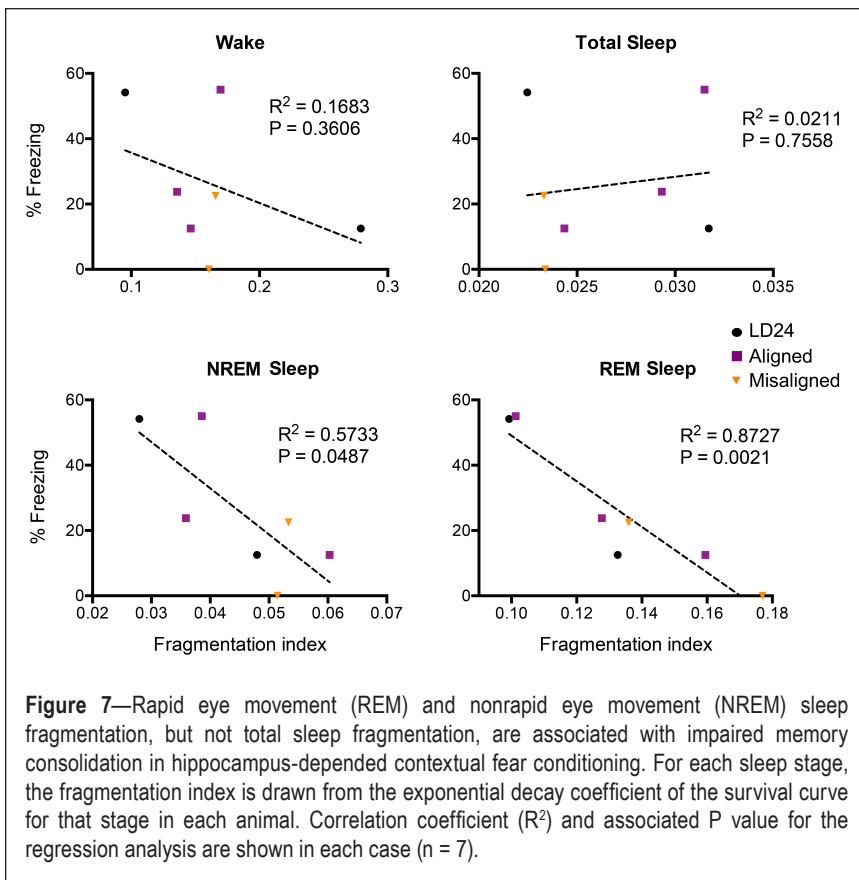 Wake
60
40
20
0
% Freezing
R² = 0.1683
P = 0.3606
0.1 0.2 0.3
Total Sleep
60
40
20
0
R² = 0.0211
P = 0.7558
0.020 0.025 0.030 0.035
LD24
Aligned
Misaligned
NREM Sleep
60
40
20
0
% Freezing
R² = 0.5733
P = 0.0487
0.02 0.03 0.04 0.05 0.06 0.07
Fragmentation index
REM Sleep
60
40
20
0
R² = 0.8727
P = 0.0021
0.10 0.12 0.14 0.16 0.18
Fragmentation index
Figure 7—Rapid eye movement (REM) and nonrapid eye movement (NREM) sleep
fragmentation, but not total sleep fragmentation, are associated with impaired memory
consolidation in hippocampus-depended contextual fear conditioning. For each sleep stage,
the fragmentation index is drawn from the exponential decay coefficient of the survival curve
for that stage in each animal. Correlation coefficient (R²) and associated P value for the
regression analysis are shown in each case (n = 7).